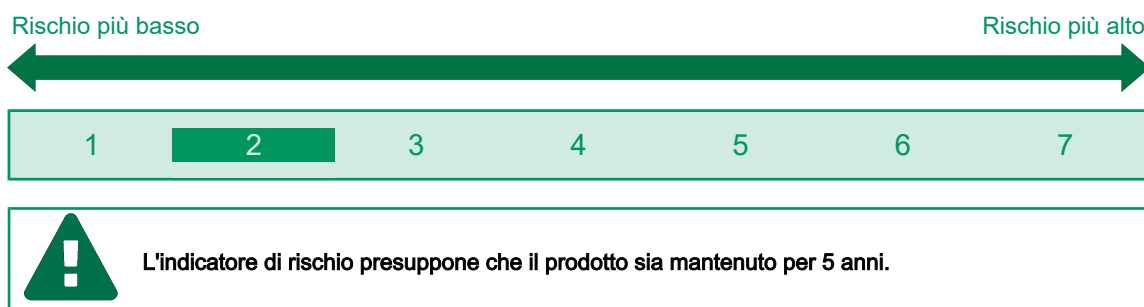 Rischio più basso Rischio più alto
1 2 3 4 5 6 7
!
L'indicatore di rischio presuppone che il prodotto sia mantenuto per 5 anni.